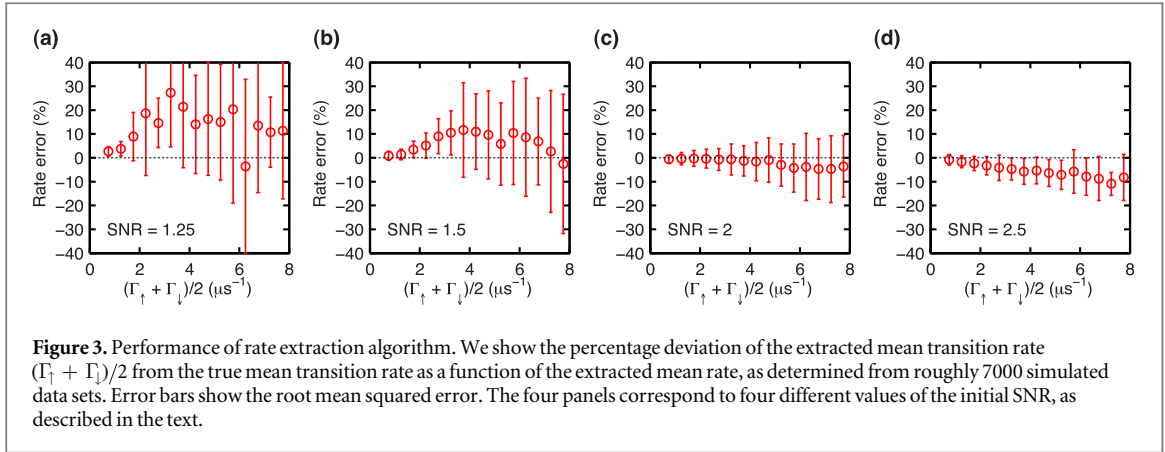 (a) (b) (c) (d)
40 40 40 40
30 30 30 30
20 20 20 20
10 10 10 10
0 0 0 0
−10 −10 −10 −10
−20 −20 −20 −20
−30 −30 −30 −30
−40 −40 −40 −40
Rate error (%) Rate error (%) Rate error (%) Rate error (%)
SNR = 1.25 SNR = 1.5 SNR = 2 SNR = 2.5
0 2 4 6 8 0 2 4 6 8 0 2 4 6 8 0 2 4 6 8
(Γ↑ + Γ↓)/2 (μs⁻¹) (Γ↑ + Γ↓)/2 (μs⁻¹) (Γ↑ + Γ↓)/2 (μs⁻¹) (Γ↑ + Γ↓)/2 (μs⁻¹)
Figure 3. Performance of rate extraction algorithm. We show the percentage deviation of the extracted mean transition rate
(Γ↑ + Γ↓)/2 from the true mean transition rate as a function of the extracted mean rate, as determined from roughly 7000 simulated
data sets. Error bars show the root mean squared error. The four panels correspond to four different values of the initial SNR, as
described in the text.